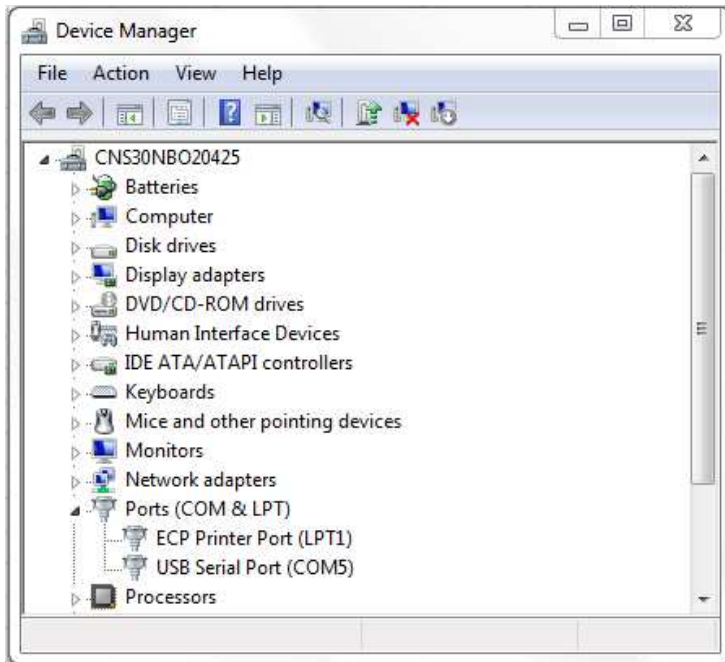 Device Manager
File Action View Help
CNS30NBO20425
Batteries
Computer
Disk drives
Display adapters
DVD/CD-ROM drives
Human Interface Devices
IDE ATA/ATAPI controllers
Keyboards
Mice and other pointing devices
Monitors
Network adapters
Ports (COM & LPT)
ECP Printer Port (LPT1)
USB Serial Port (COM5)
Processors